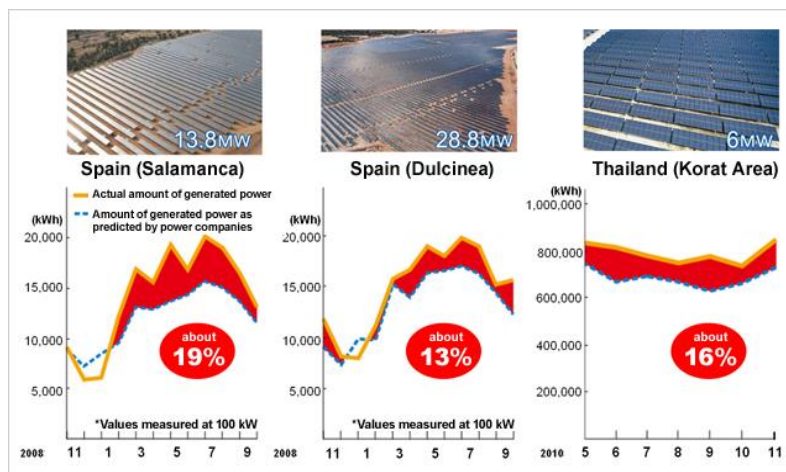 13.8MW
28.8MW
6MW
Spain (Salamanca)
Spain (Dulcinea)
Thailand (Korat Area)
Actual amount of generated power
Amount of generated power as
predicted by power companies
(kWh)
20,000
15,000
10,000
5,000
about
19%
*Values measured at 100 kW
2008 11 1 3 5 7 9
(kWh)
20,000
15,000
10,000
5,000
about
13%
*Values measured at 100 kW
2008 11 1 3 5 7 9
(kWh)
1,000,000
800,000
600,000
400,000
200,000
about
16%
2010 5 6 7 8 9 10 11